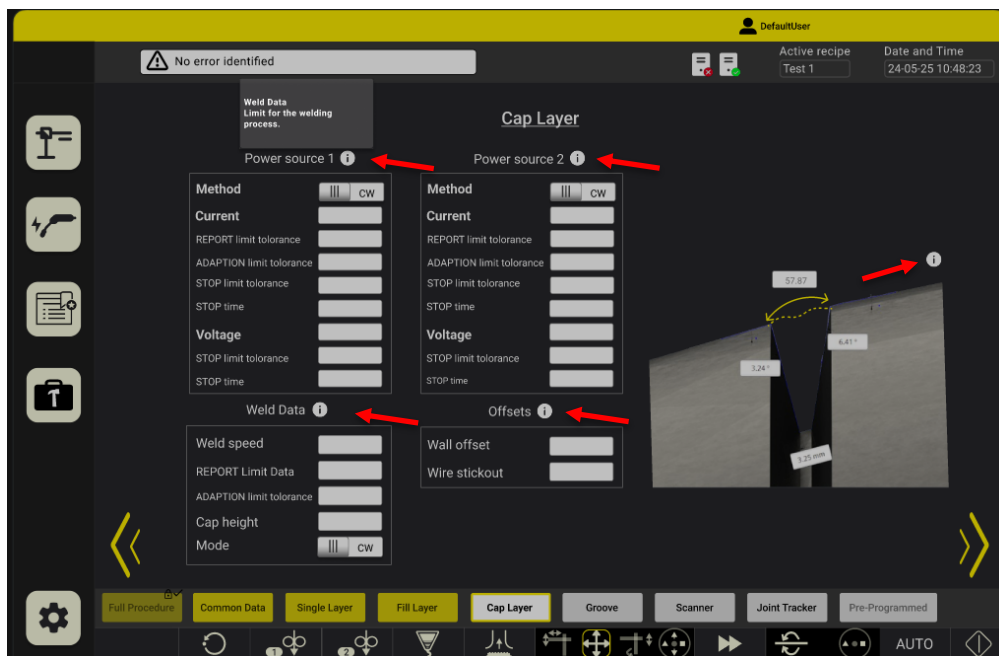 DefaultUser
No error identified
Active recipe
Test 1
Date and Time
24-05-25 10:48:23
Weld Data
Limit for the welding
process.
Cap Layer
Power source 1
Method
CW
Current
REPORT limit tolorance
ADAPTION limit tolorance
STOP limit tolorance
STOP time
Voltage
STOP limit tolorance
STOP time
Power source 2
Method
CW
Current
REPORT limit tolorance
ADAPTION limit tolorance
STOP limit tolorance
STOP time
Voltage
STOP limit tolorance
STOP time
Weld Data
Weld speed
REPORT Limit Data
ADAPTION limit tolorance
Cap height
Mode
CW
Offsets
Wall offset
Wire stickout
57.87
6.41°
3.24°
3.25 mm
Full Procedure
Common Data
Single Layer
Fill Layer
Cap Layer
Groove
Scanner
Joint Tracker
Pre-Programmed
1
2
AUTO